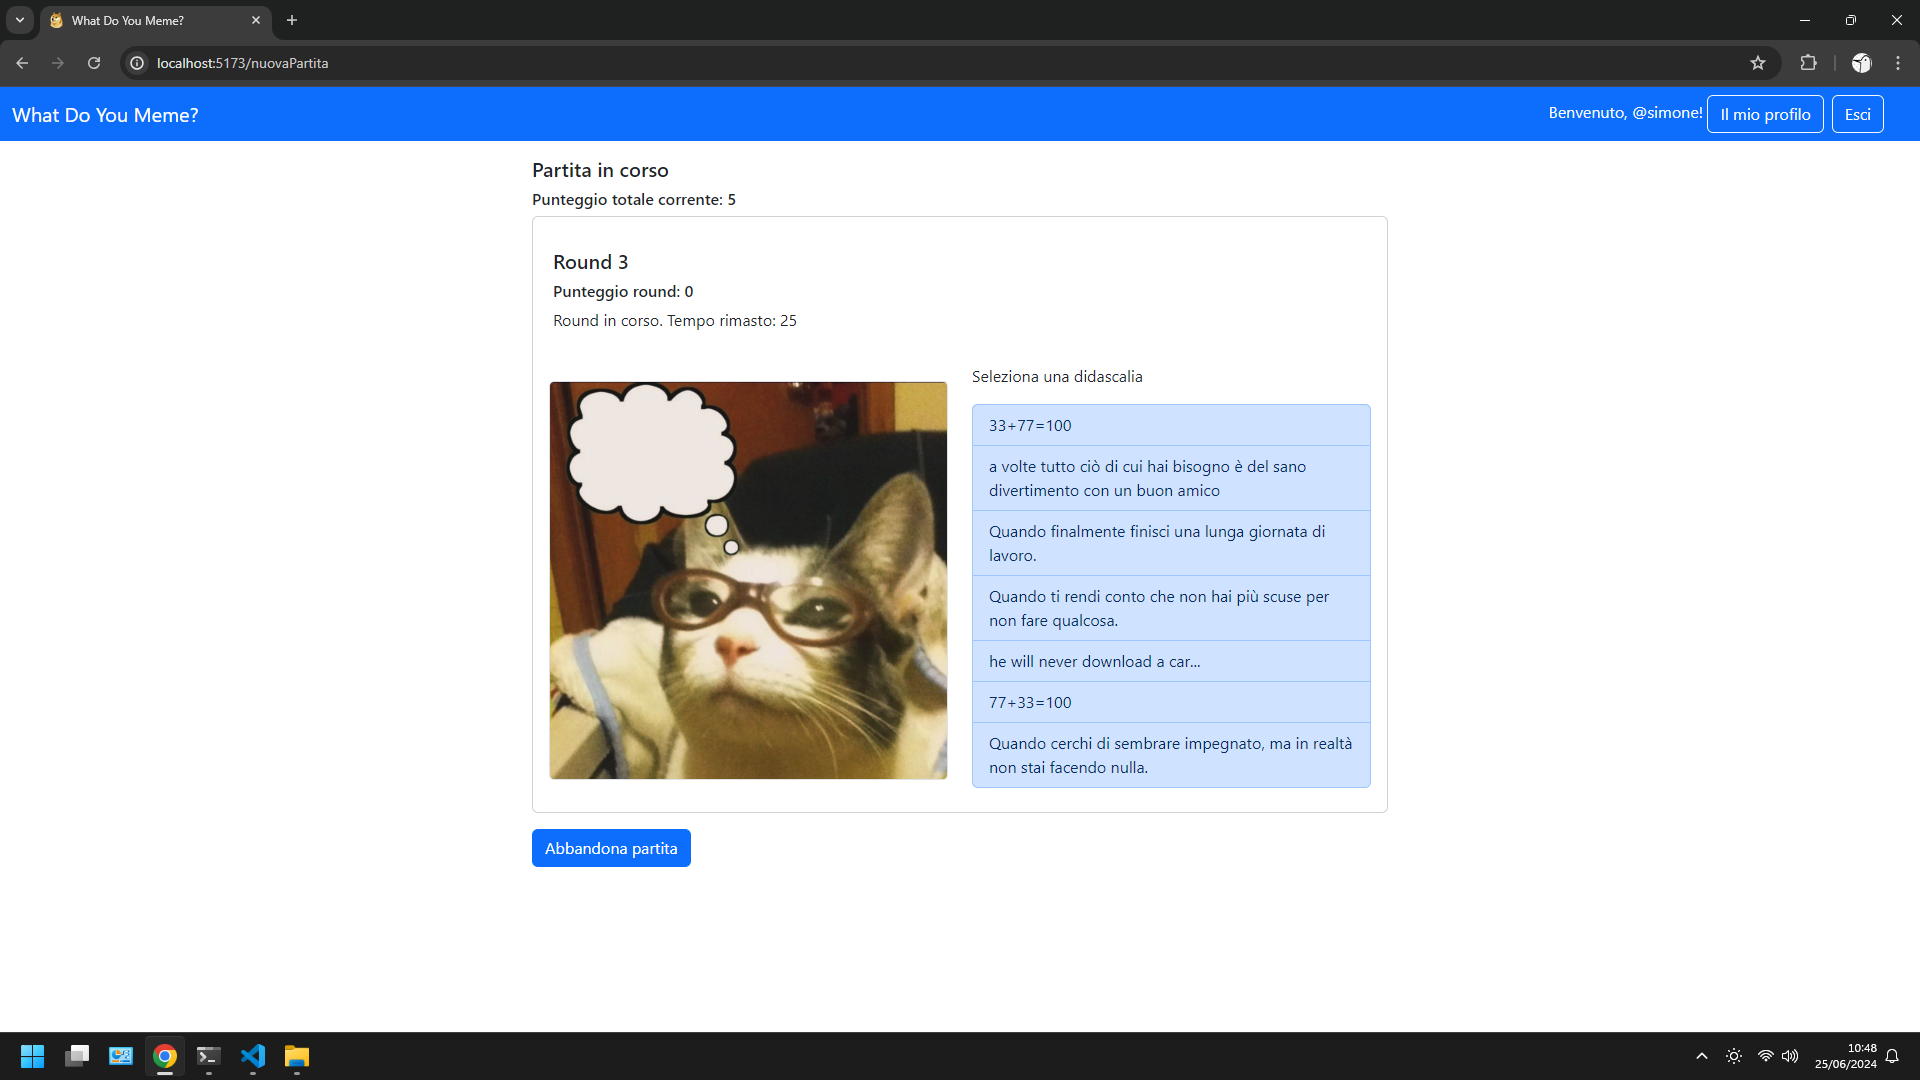 What Do You Meme?
localhost:5173/nuovaPartita
What Do You Meme?
Benvenuto, @simone!
Il mio profilo
Esci
Partita in corso
Punteggio totale corrente: 5
Round 3
Punteggio round: 0
Round in corso. Tempo rimasto: 25
Seleziona una didascalia
33+77=100
a volte tutto ciò di cui hai bisogno è del sano
divertimento con un buon amico
Quando finalmente finisci una lunga giornata di
lavoro.
Quando ti rendi conto che non hai più scuse per
non fare qualcosa.
he will never download a car...
77+33=100
Quando cerchi di sembrare impegnato, ma in realtà
non stai facendo nulla.
Abbandona partita
10:48
25/06/2024